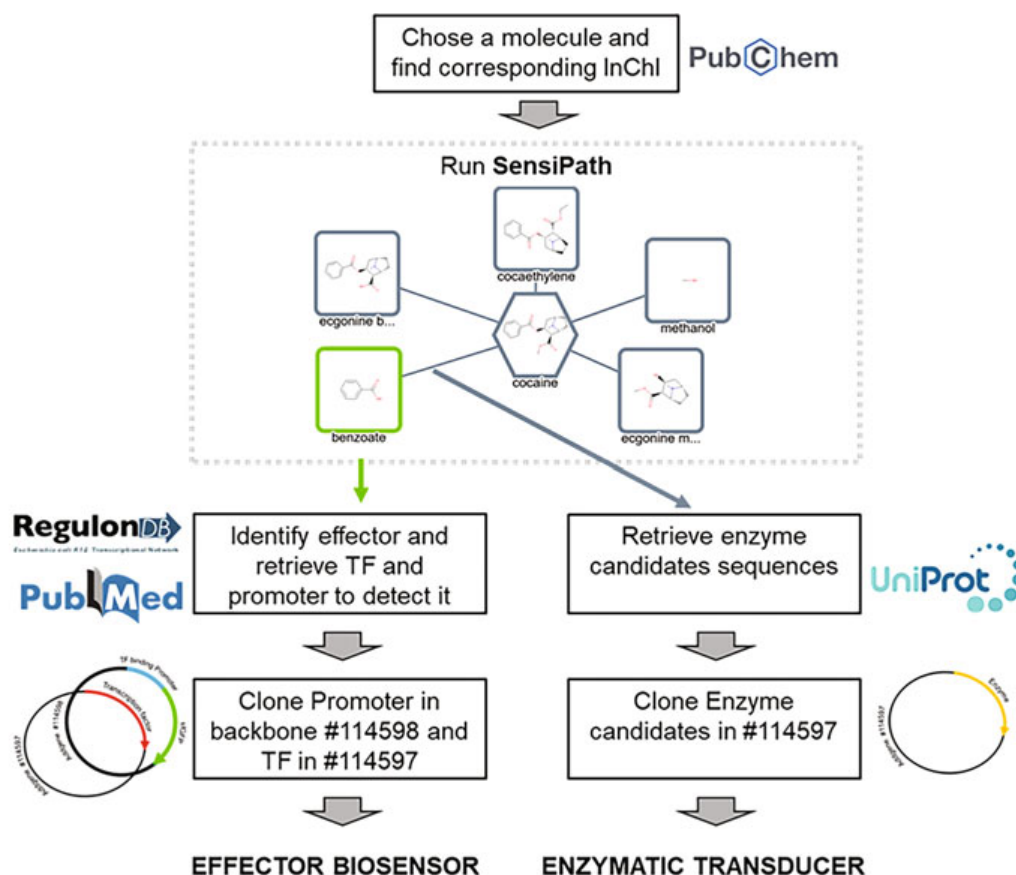 Chose a molecule and
find corresponding InChI
PubChem
Run SensiPath
cocaethylene
ecgonine b...
methanol
cocaine
benzoate
ecgonine m...
RegulonDB
Escherichia coli K12 Transcriptional Network
PubMed
Identify effector and
retrieve TF and
promoter to detect it
Retrieve enzyme
candidates sequences
UniProt
TF binding Promoter
Transcription factor
sfGFP
Addgene #114598
Addgene #114597
Clone Promoter in
backbone #114598 and
TF in #114597
Clone Enzyme
candidates in #114597
Enzyme
Addgene #114597
EFFECTOR BIOSENSOR
ENZYMATIC TRANSDUCER